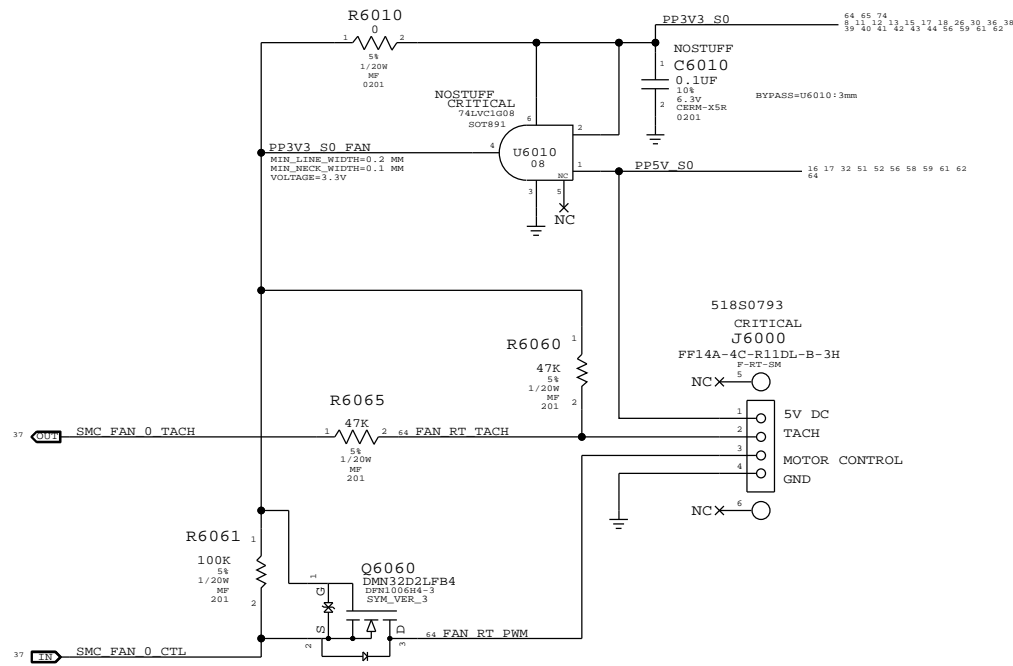 R6010
0
1 2
5%
1/20W
MF
0201
PP3V3_S0
64 65 74
8 11 12 13 15 17 18 26 30 36 38
39 40 41 42 43 44 56 59 61 62
NOSTUFF
C6010
1
0.1UF
10%
6.3V
2 CERM-X5R
0201
BYPASS=U6010:3mm
NOSTUFF
CRITICAL
74LVC1G08
SOT891
6
2
4
U6010
08
1
NC
3
5
NC
PP3V3_S0_FAN
MIN_LINE_WIDTH=0.2 MM
MIN_NECK_WIDTH=0.1 MM
VOLTAGE=3.3V
PP5V_S0
16 17 32 51 52 56 58 59 61 62
64
518S0793
CRITICAL
J6000
FF14A-4C-R11DL-B-3H
F-RT-SM
NC 5
1 5V DC
2 TACH
3 MOTOR CONTROL
4 GND
NC 6
R6060
1
47K
5%
1/20W
MF
201
2
R6065
47K
1 2
5%
1/20W
MF
201
37 OUT SMC_FAN_0_TACH
64 FAN_RT_TACH
R6061
1
100K
5%
1/20W
MF
201
2
Q6060
DMN32D2LFB4
DFN1006H4-3
SYM_VER_3
1
G
S
D
2
3
64 FAN_RT_PWM
37 IN SMC_FAN_0_CTL